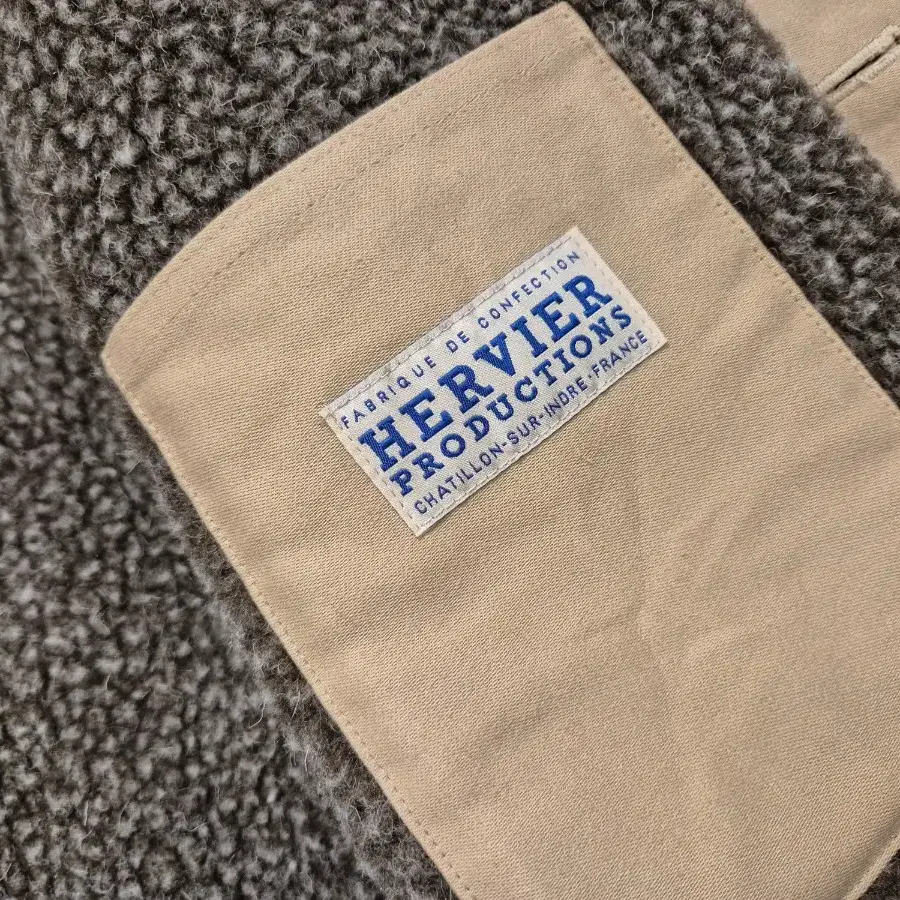 FABRIQUE DE CONFECTION
HERVIER
PRODUCTIONS
CHATILLON-SUR-INDRE·FRANCE